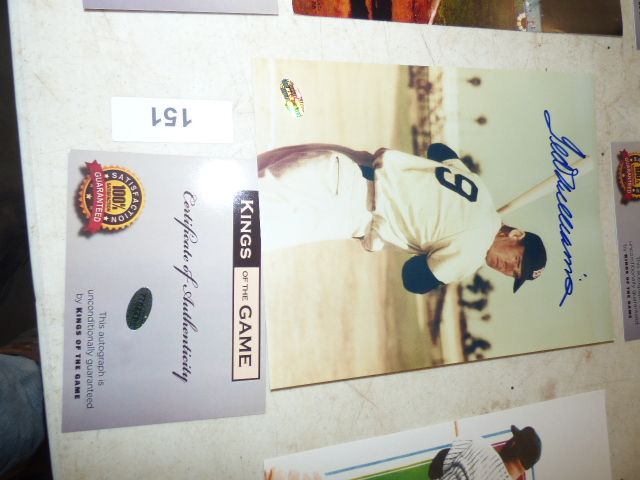 151
KINGS
OF THE
GAME
Certificate of Authenticity
SATISFACTION
100%
GUARANTEED
This autograph is
unconditionally guaranteed
by KINGS OF THE GAME
9
Ted Williams